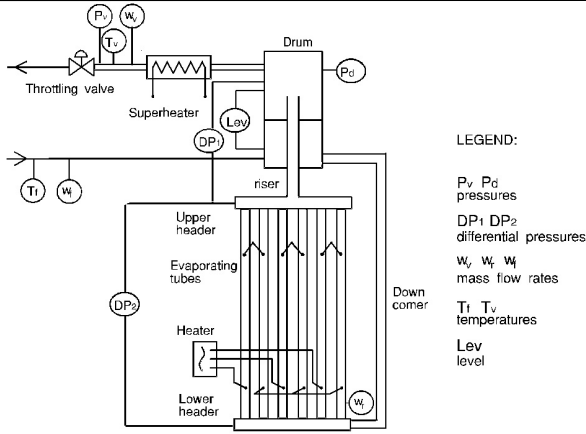 Pv
wv
Tv
Drum
Pd
Throttling valve
Superheater
DP1
Lev
Tf
wf
riser
Upper
header
Evaporating
tubes
DP2
Heater
Lower
header
wr
Down
comer
LEGEND:
Pv Pd
pressures
DP1 DP2
differential pressures
wv wr wf
mass flow rates
Tf Tv
temperatures
Lev
level